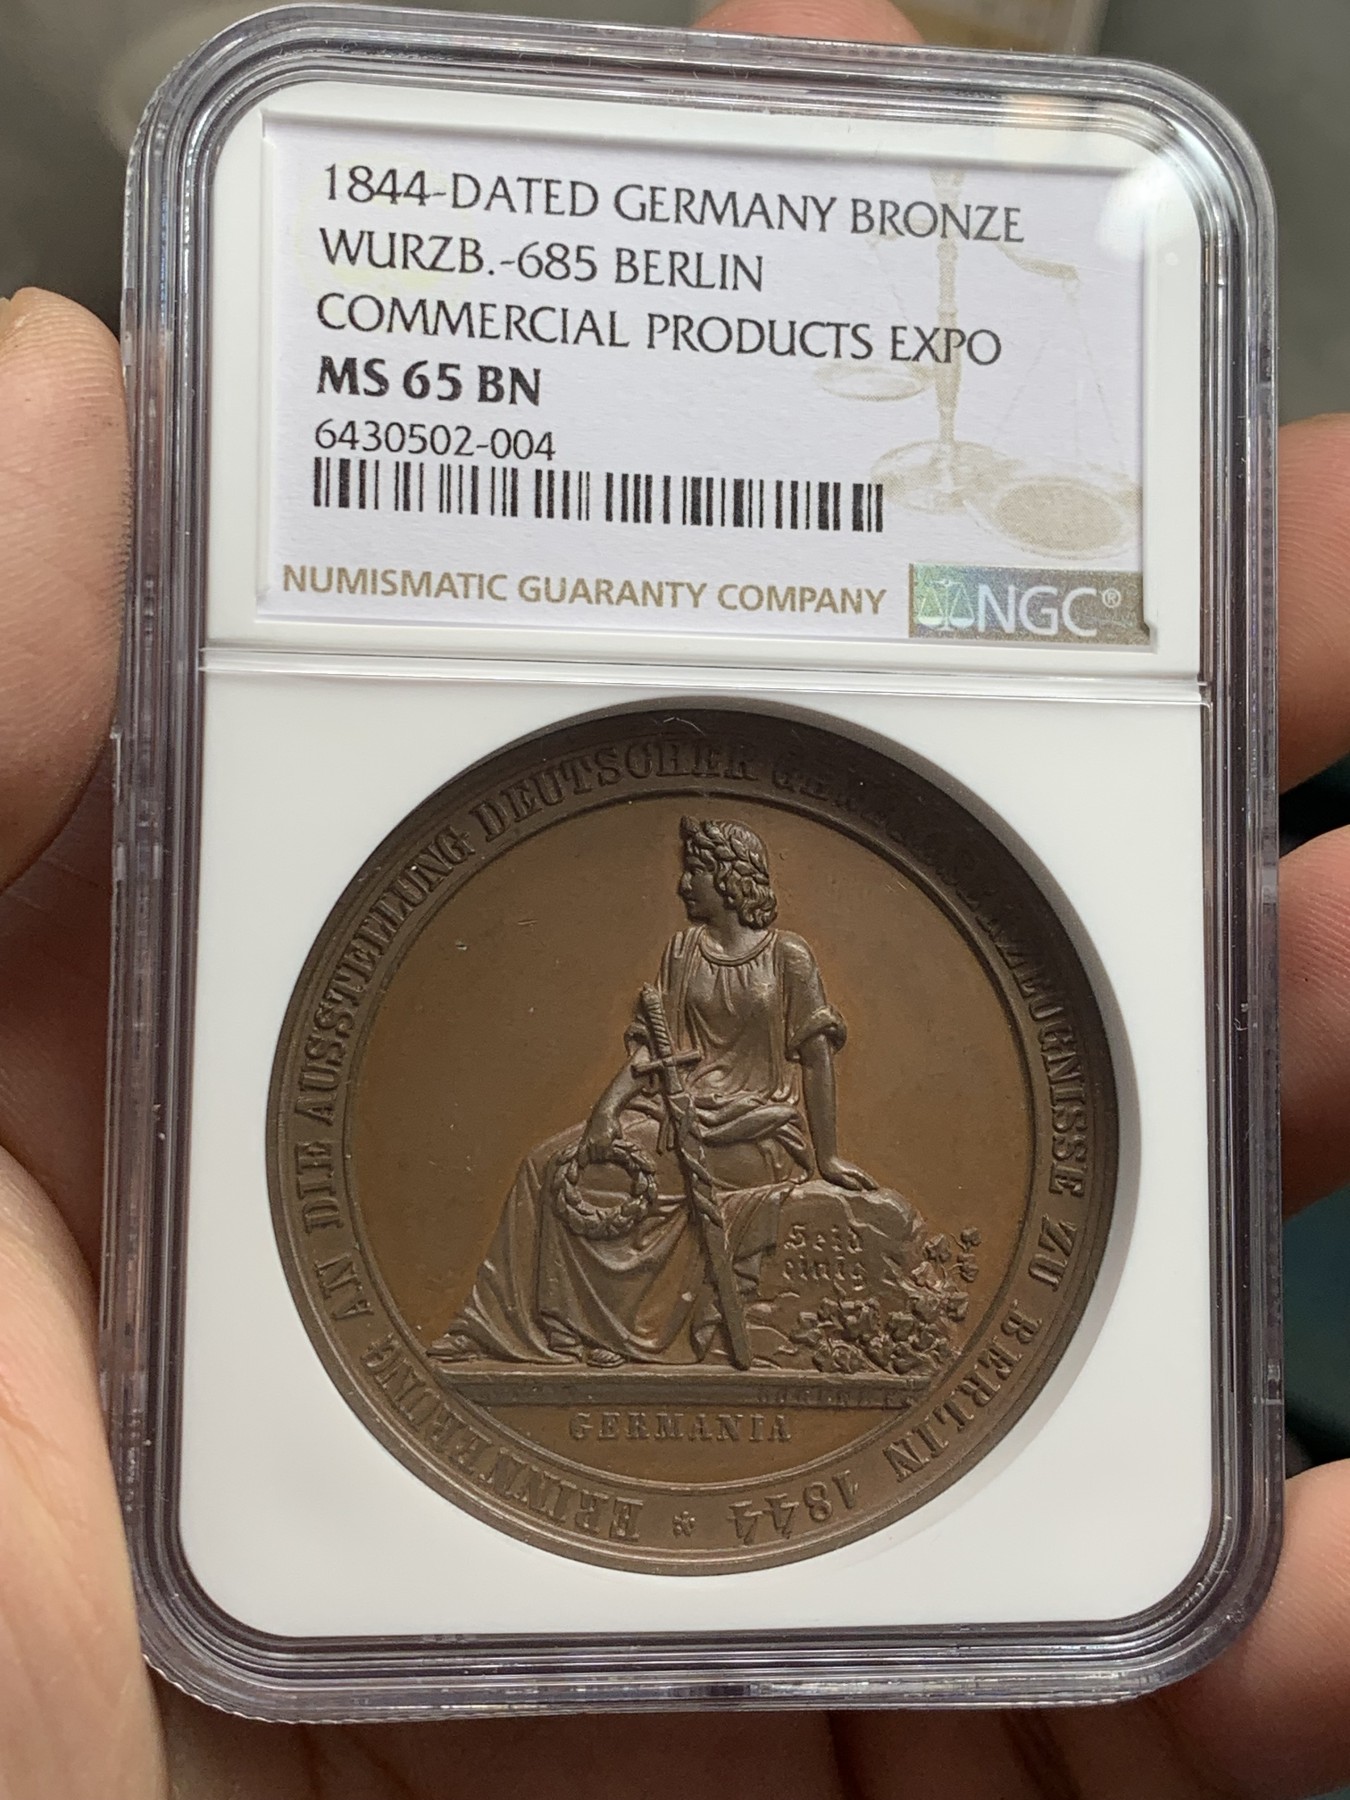 1844-DATED GERMANY BRONZE
WURZB.-685 BERLIN
COMMERCIAL PRODUCTS EXPO
MS 65 BN
6430502-004
NUMISMATIC GUARANTY COMPANY
NGC®
ERINNERUNG AN DIE AUSSTELLUNG DEUTSCHER GEWERBSERZEUGNISSE ZU BERLIN 1844
Seid
einig
GERMANIA